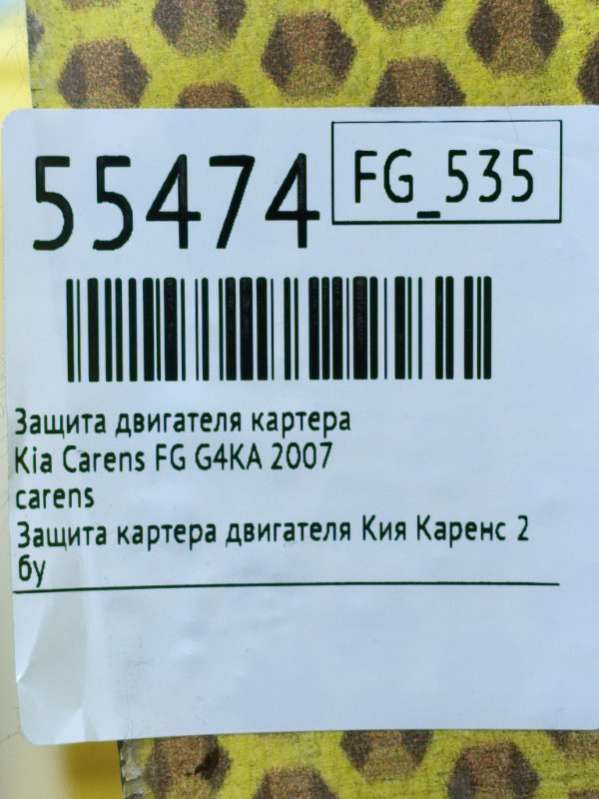 55474
FG_535
Защита двигателя картера
Kia Carens FG G4KA 2007
carens
Защита картера двигателя Кия Каренс 2
бу